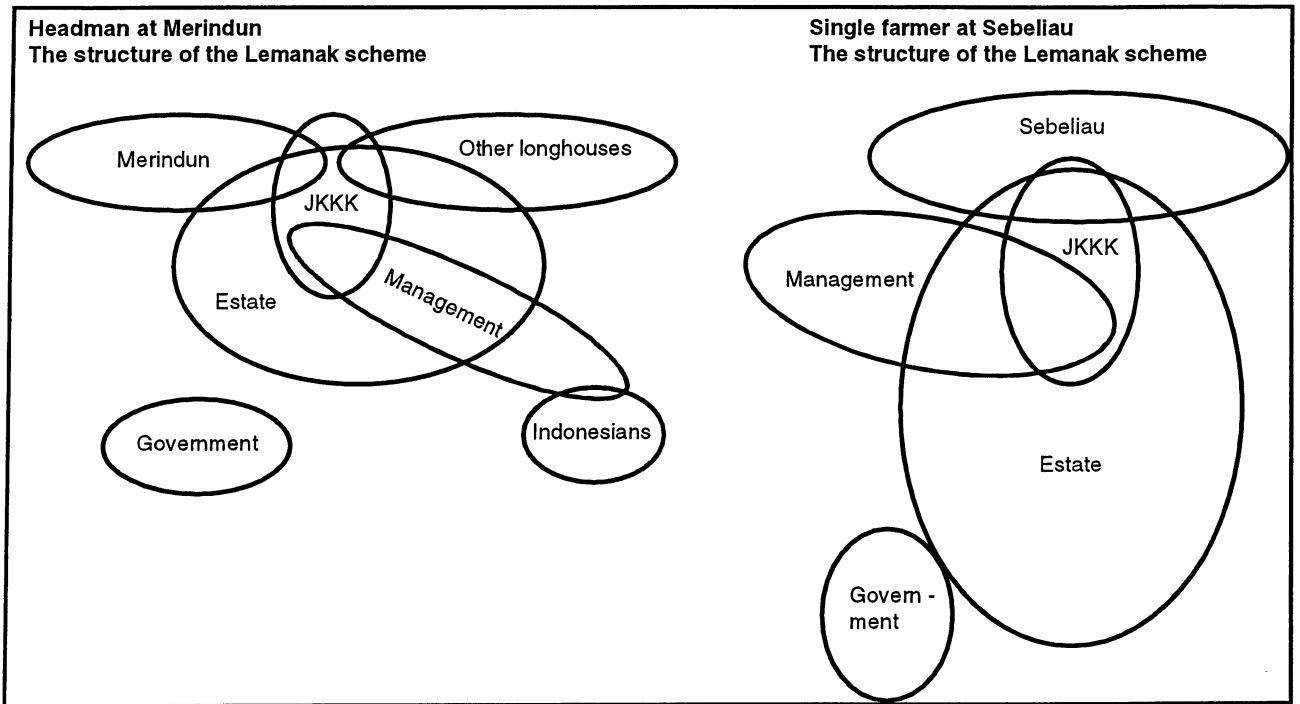 Headman at Merindun
The structure of the Lemanak scheme
Merindun
Other longhouses
JKKK
Management
Estate
Government
Indonesians
Single farmer at Sebeliau
The structure of the Lemanak scheme
Sebeliau
JKKK
Management
Estate
Govern -
ment